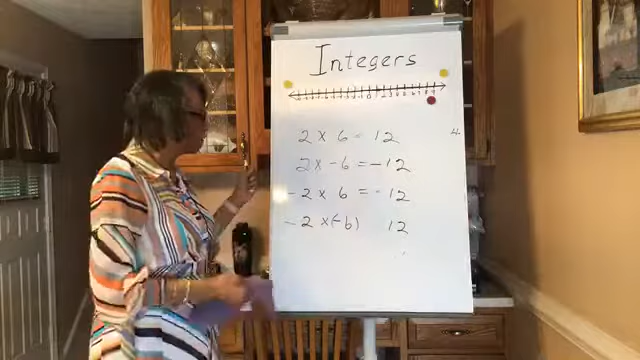 Integers
2 x 6 = 12
2 x -6 = -12
-2 x 6 = -12
-2 x (-6) 12